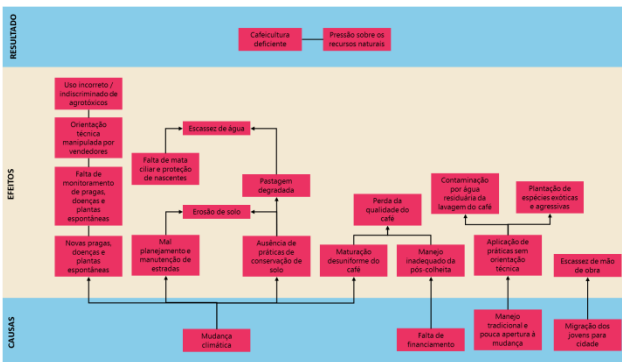 RESULTADO
Cafeicultura
deficiente
Pressão sobre os
recursos naturais
EFEITOS
Uso incorreto /
indiscriminado de
agrotóxicos
Orientação
técnica
manipulada por
vendedores
Falta de
monitoramento
de pragas,
doenças e
plantas
espontâneas
Novas pragas,
doenças e
plantas
espontâneas
Escassez de água
Falta de mata
ciliar e proteção
de nascentes
Pastagem
degradada
Erosão de solo
Mal
planejamento e
manutenção de
estradas
Ausência de
práticas de
conservação de
solo
Perda da
qualidade do
café
Maturação
desuniforme do
café
Manejo
inadequado da
pós-colheita
Contaminação
por água
residuária da
lavagem do café
Plantação de
espécies exóticas
e agressivas
Aplicação de
práticas sem
orientação
técnica
Escassez de mão
de obra
CAUSAS
Mudança
climática
Falta de
financiamento
Manejo
tradicional e
pouca apertura à
mudança
Migração dos
jovens para
cidade